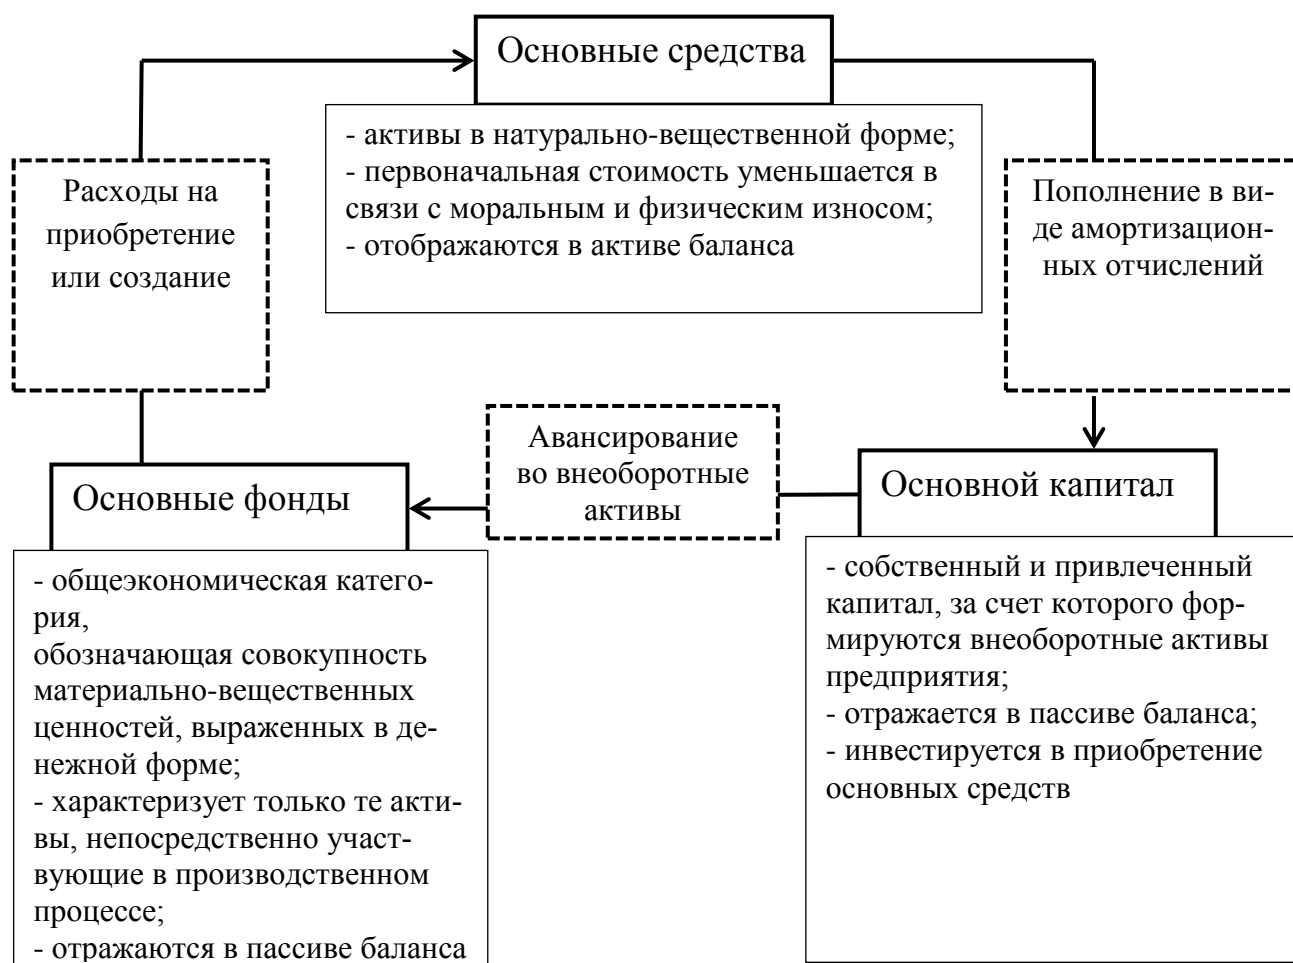 Основные средства
- активы в натурально-вещественной форме;
- первоначальная стоимость уменьшается в
связи с моральным и физическим износом;
- отображаются в активе баланса
Расходы на
приобретение
или создание
Пополнение в ви-
де амортизацион-
ных отчислений
Авансирование
во внеоборотные
активы
Основные фонды
- общеэкономическая катего-
рия,
обозначающая совокупность
материально-вещественных
ценностей, выраженных в де-
нежной форме;
- характеризует только те акти-
вы, непосредственно участ-
вующие в производственном
процессе;
- отражаются в пассиве баланса
Основной капитал
- собственный и привлеченный
капитал, за счет которого фор-
мируются внеоборотные активы
предприятия;
- отражается в пассиве баланса;
- инвестируется в приобретение
основных средств